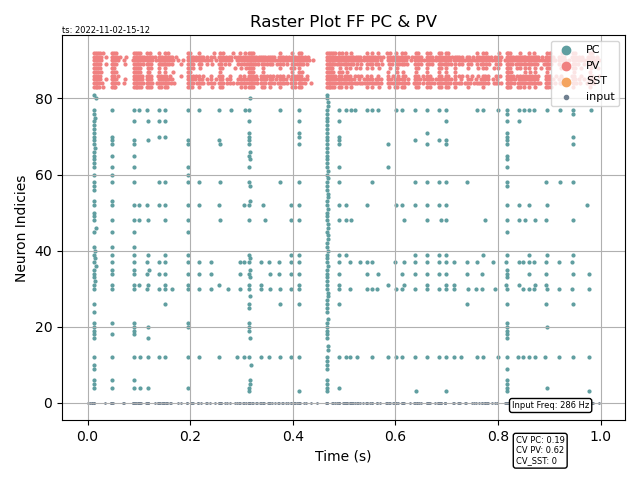 Raster Plot FF PC & PV
ts: 2022-11-02-15-12
PC
PV
SST
input
80
60
40
20
0
Neuron Indicies
Input Freq: 286 Hz
0.0 0.2 0.4 0.6 0.8 1.0
Time (s)
CV PC: 0.19
CV PV: 0.62
CV_SST: 0